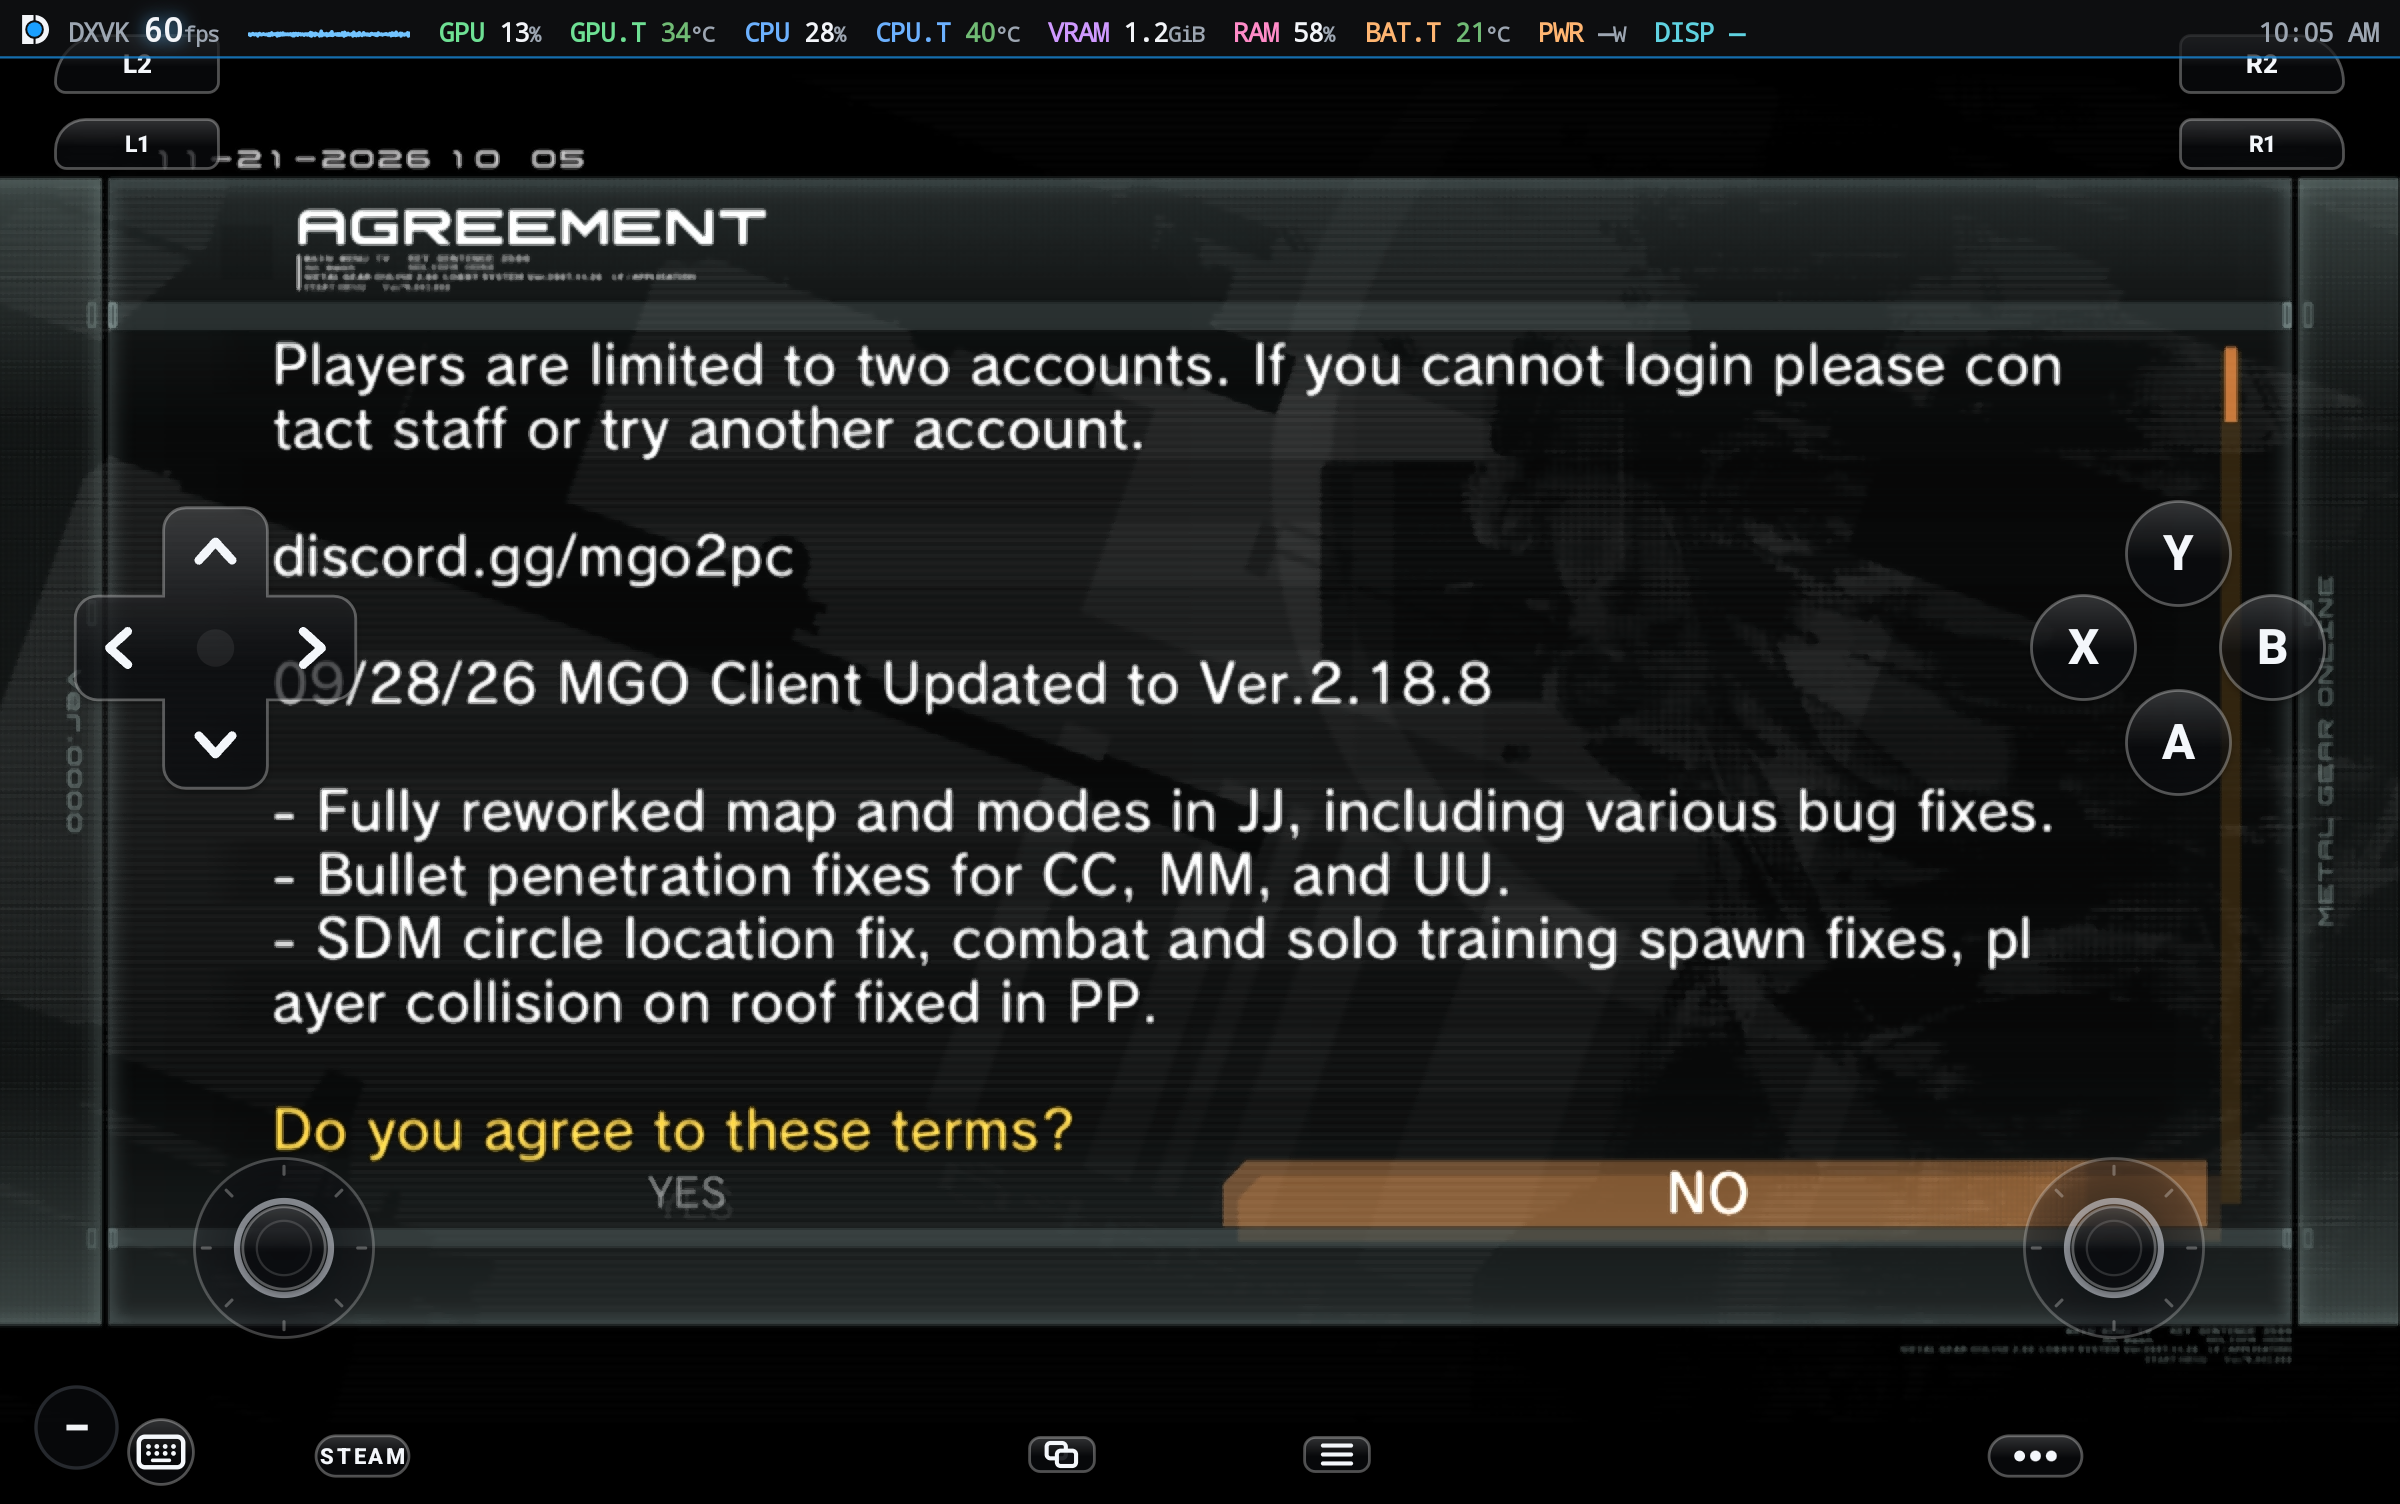 DXVK 60fps GPU 13% GPU.T 34°C CPU 28% CPU.T 40°C VRAM 1.2GiB RAM 58% BAT.T 21°C PWR —W DISP — 10:05 AM
L2 R2
L1 R1
11-21-2026 10 05
AGREEMENT
Players are limited to two accounts. If you cannot login please con
tact staff or try another account.
discord.gg/mgo2pc
Y
X B
09/28/26 MGO Client Updated to Ver.2.18.8
A
- Fully reworked map and modes in JJ, including various bug fixes.
- Bullet penetration fixes for CC, MM, and UU.
- SDM circle location fix, combat and solo training spawn fixes, pl
ayer collision on roof fixed in PP.
Do you agree to these terms?
YES NO
METAL GEAR ONLINE
STEAM